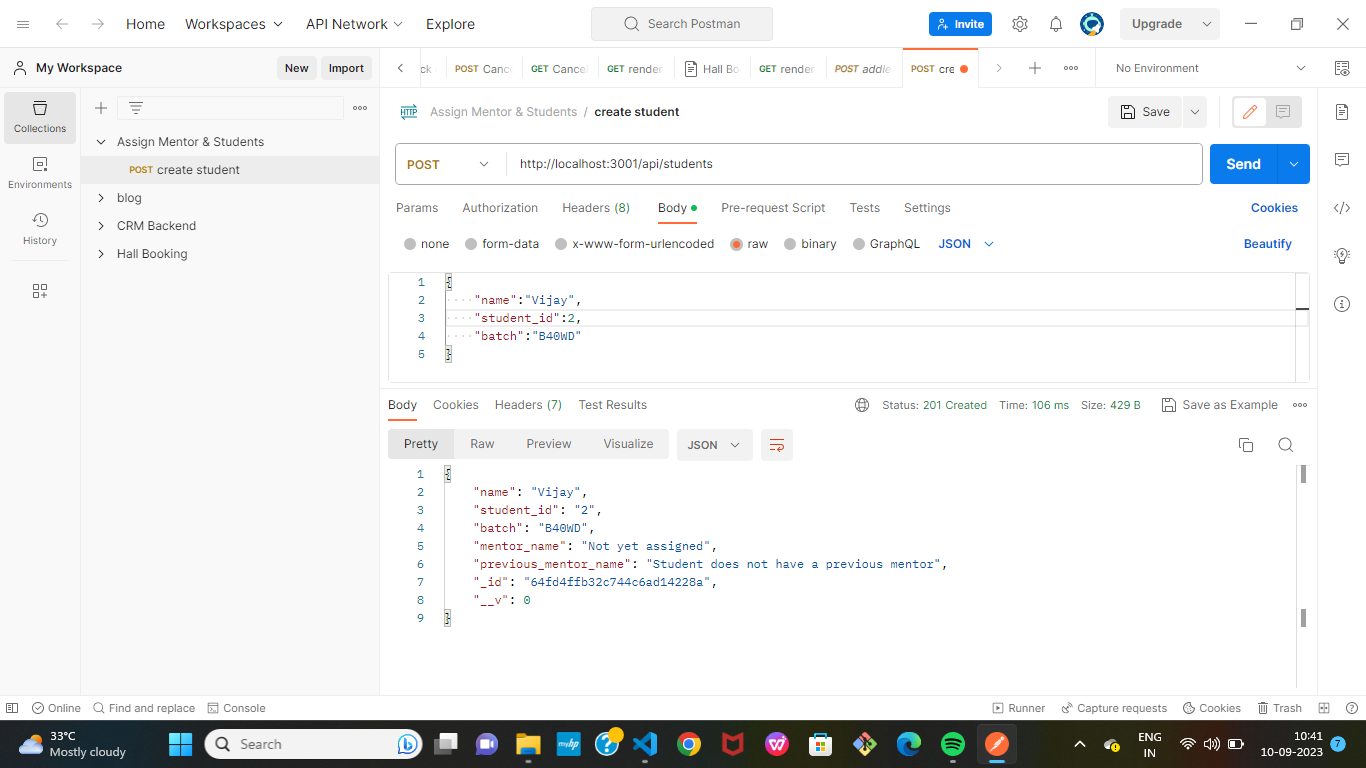 Home Workspaces API Network Explore Search Postman Invite Upgrade
My Workspace New Import
ck POST Cance GET Cance GET render Hall Bo GET render POST addle POST cre No Environment
Collections
Environments
History
Assign Mentor & Students
POST create student
blog
CRM Backend
Hall Booking
HTTP Assign Mentor & Students / create student Save
POST http://localhost:3001/api/students Send
Params Authorization Headers (8) Body Pre-request Script Tests Settings Cookies
none form-data x-www-form-urlencoded raw binary GraphQL JSON Beautify
1 {
2 "name":"Vijay",
3 "student_id":2,
4 "batch":"B40WD"
5 }
Body Cookies Headers (7) Test Results Status: 201 Created Time: 106 ms Size: 429 B Save as Example
Pretty Raw Preview Visualize JSON
1 {
2 "name": "Vijay",
3 "student_id": "2",
4 "batch": "B40WD",
5 "mentor_name": "Not yet assigned",
6 "previous_mentor_name": "Student does not have a previous mentor",
7 "_id": "64fd4ffb32c744c6ad14228a",
8 "__v": 0
9 }
Online Find and replace Console Runner Capture requests Cookies Trash
33°C
Mostly cloudy
Search
myhp
ENG
IN
10:41
10-09-2023
7